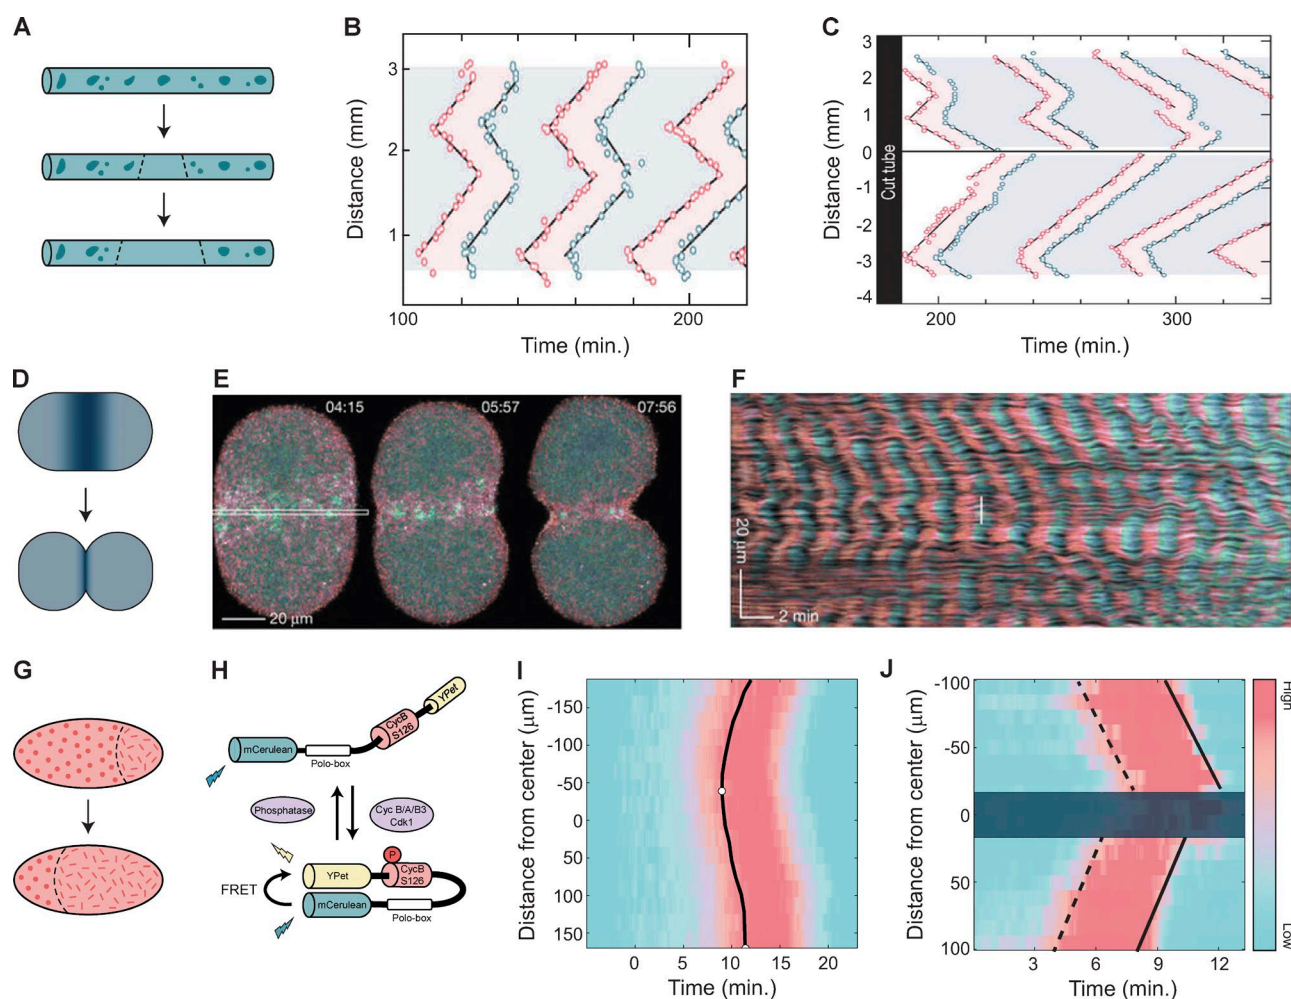 A
B
Distance (mm)
3
2
1
100
200
Time (min.)
C
Distance (mm)
3
2
1
0
-1
-2
-3
-4
Cut tube
200
300
Time (min.)
D
E
04:15
05:57
07:56
20 μm
F
20 μm
2 min
G
H
mCerulean
Polo-box
CycB
S126
YPet
Phosphatase
Cyc B/A/B3
Cdk1
FRET
YPet
P
CycB
S126
mCerulean
Polo-box
I
Distance from center (μm)
-150
-100
-50
0
50
100
150
0
5
10
15
20
Time (min.)
J
Distance from center (μm)
-100
-50
0
50
100
3
6
9
12
Time (min.)
High
Low